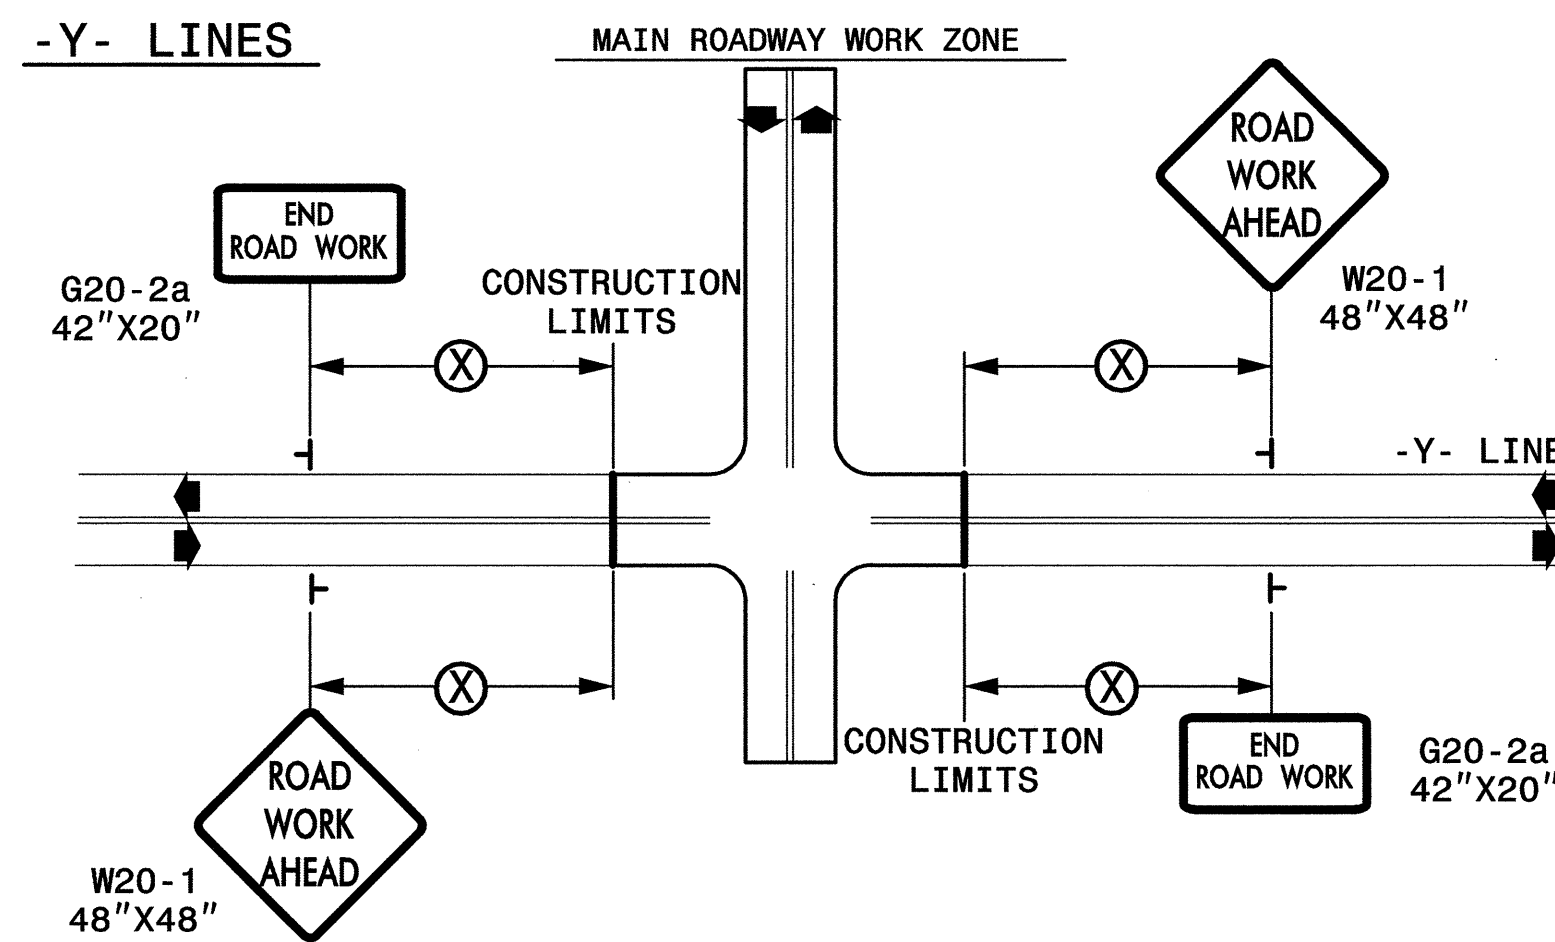 -Y- LINES
MAIN ROADWAY WORK ZONE
ROAD
WORK
AHEAD
END
ROAD WORK
G20-2a
42"X20"
CONSTRUCTION
LIMITS
W20-1
48"X48"
X
X
-Y- LINE
X
X
CONSTRUCTION
LIMITS
END
ROAD WORK
G20-2a
42"X20"
ROAD
WORK
AHEAD
W20-1
48"X48"